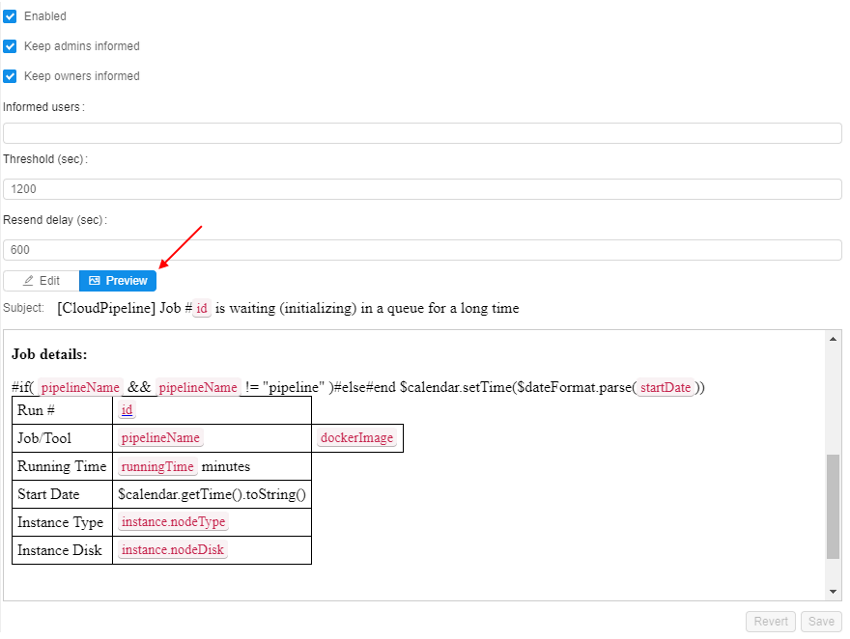 Enabled
Keep admins informed
Keep owners informed
Informed users :
Threshold (sec) :
1200
Resend delay (sec) :
600
Edit Preview
Subject: [CloudPipeline] Job # id is waiting (initializing) in a queue for a long time
Job details:
#if( pipelineName && pipelineName != "pipeline" )#else#end $calendar.setTime($dateFormat.parse( startDate ))
Run # id
Job/Tool pipelineName dockerImage
Running Time runningTime minutes
Start Date $calendar.getTime().toString()
Instance Type instance.nodeType
Instance Disk instance.nodeDisk
Revert Save